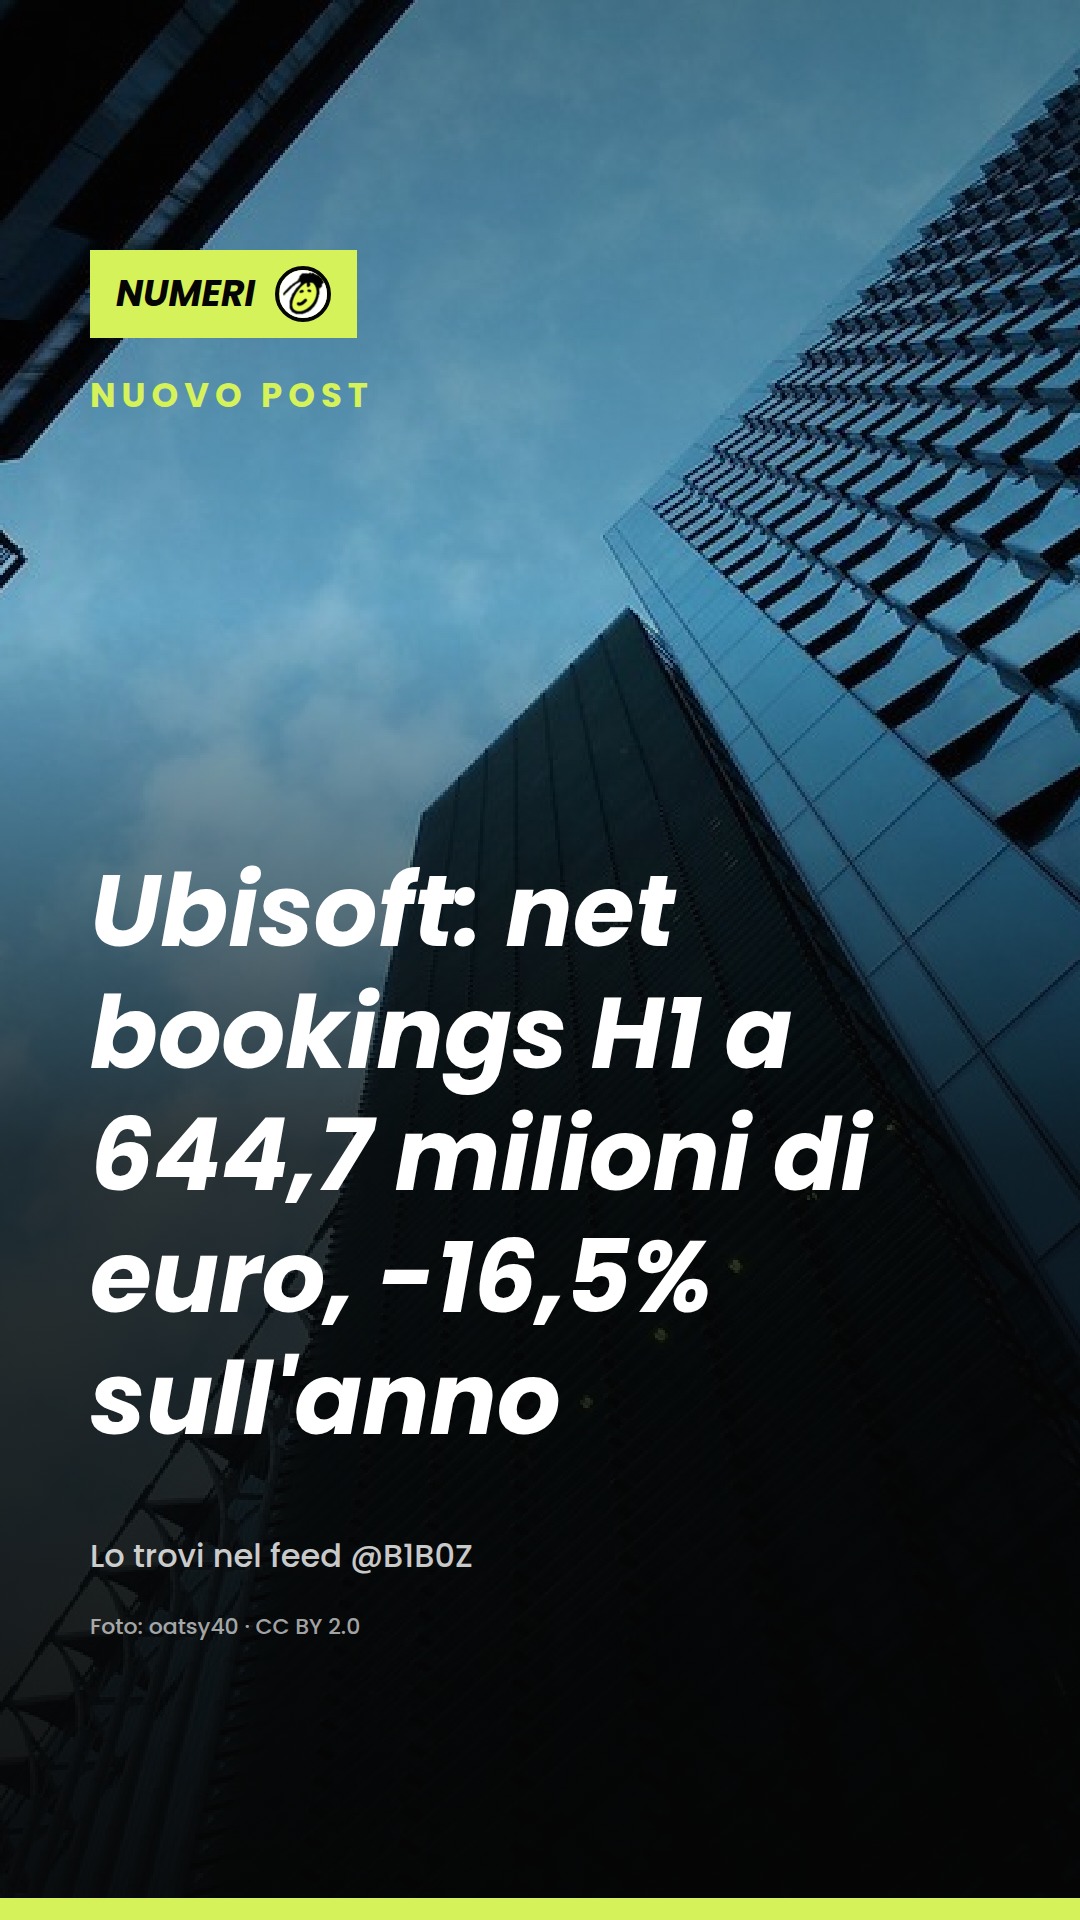 NUMERI
NUOVO POST
Ubisoft: net
bookings H1 a
644,7 milioni di
euro, -16,5%
sull'anno
Lo trovi nel feed @B1B0Z
Foto: oatsy40 · CC BY 2.0